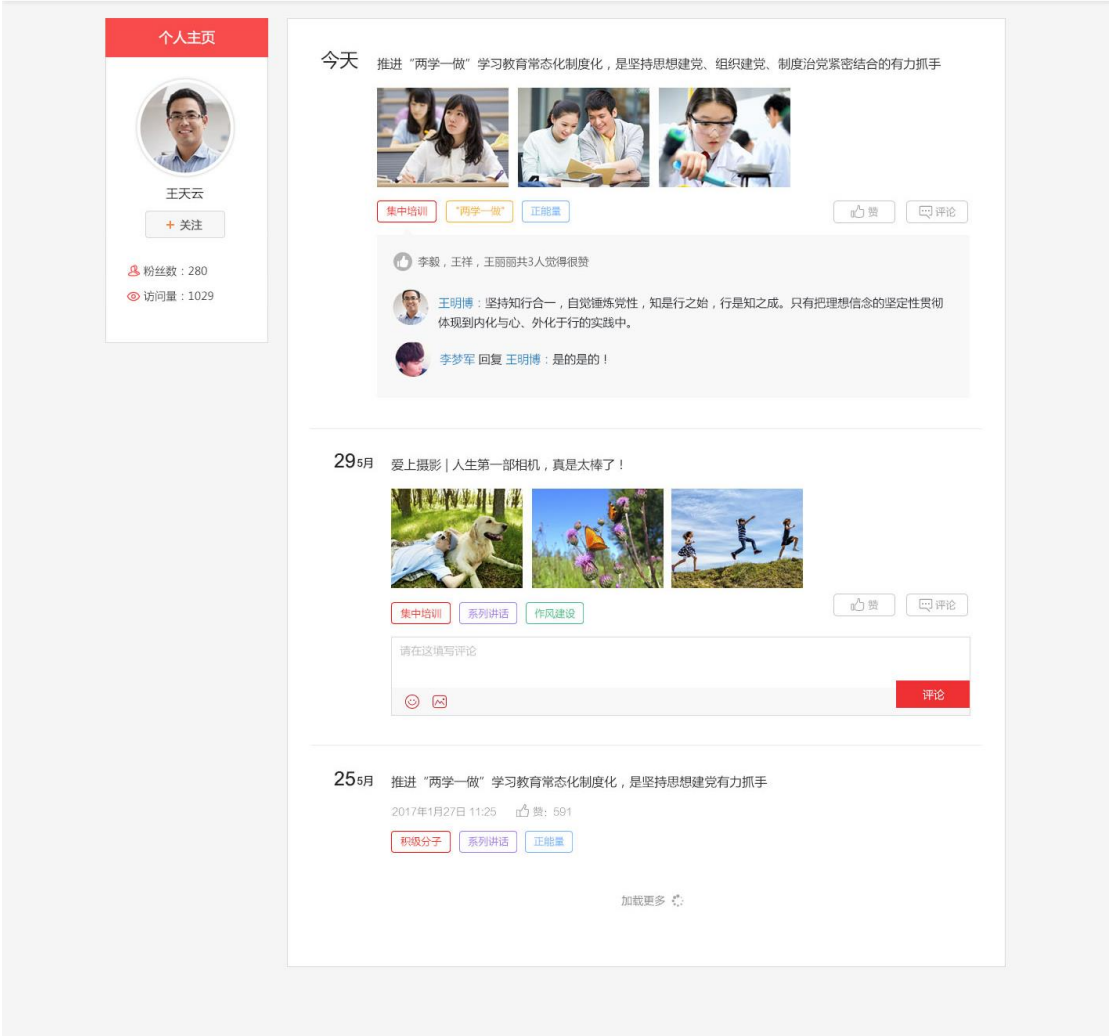 个人主页
王天云
+ 关注
粉丝数：280
访问量：1029
今天
推进“两学一做”学习教育常态化制度化，是坚持思想建党、组织建党、制度治党紧密结合的有力抓手
集中培训 “两学一做” 正能量 赞 评论
李毅，王祥，王丽丽共3人觉得很赞
王明博：坚持知行合一，自觉锤炼党性，知是行之始，行是知之成。只有把理想信念的坚定性贯彻
体现到内化与心、外化于行的实践中。
李梦军 回复 王明博：是的是的！
29 5月
爱上摄影 | 人生第一部相机，真是太棒了！
集中培训 系列讲话 作风建设 赞 评论
请在这填写评论
评论
25 5月
推进“两学一做”学习教育常态化制度化，是坚持思想建党有力抓手
2017年1月27日 11:25 赞: 591
积级分子 系列讲话 正能量
加载更多